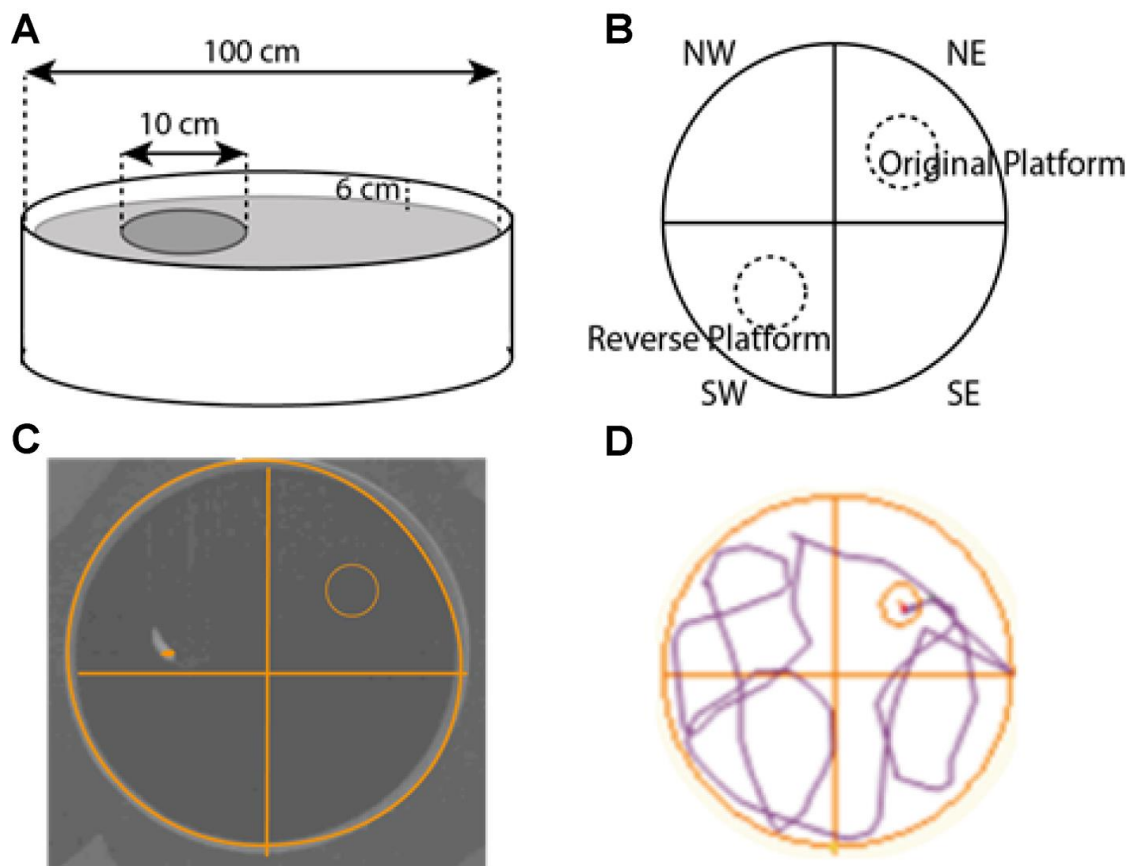 A
100 cm
10 cm
6 cm
B
NW
NE
Original Platform
Reverse Platform
SW
SE
C
D